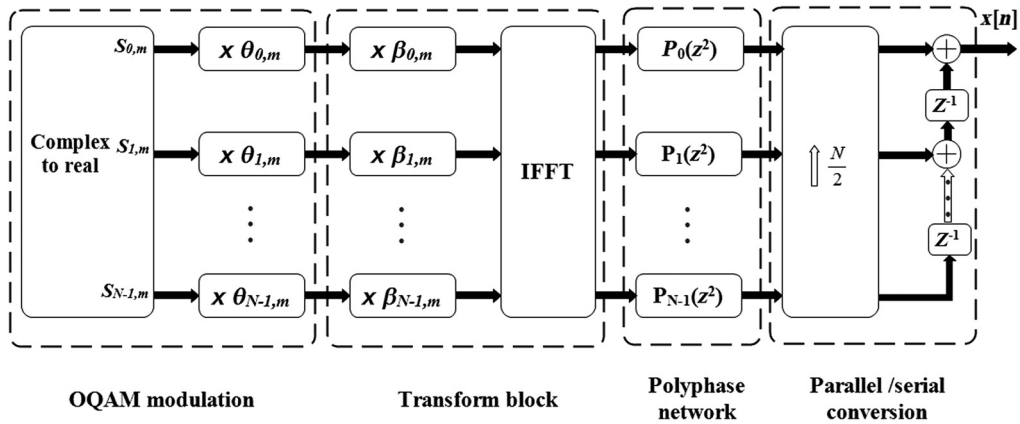 x[n]
S0,m
x θ0,m
x β0,m
P0(z²)
Z-1
Complex
to real
S1,m
x θ1,m
x β1,m
IFFT
P1(z²)
N
2
Z-1
SN-1,m
x θN-1,m
x βN-1,m
PN-1(z²)
OQAM modulation
Transform block
Polyphase
network
Parallel /serial
conversion